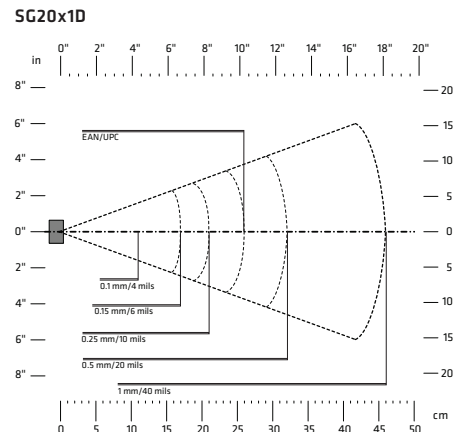 SG20x1D
in 0" 2" 4" 6" 8" 10" 12" 14" 16" 18" 20"
8" 20
6" 15
EAN/UPC
4" 10
2" 5
0" 0
2" 5
0.1 mm/4 mils
4" 10
0.15 mm/6 mils
6" 15
0.25 mm/10 mils
0.5 mm/20 mils
8" 20
1 mm/40 mils
cm
0 5 10 15 20 25 30 35 40 45 50